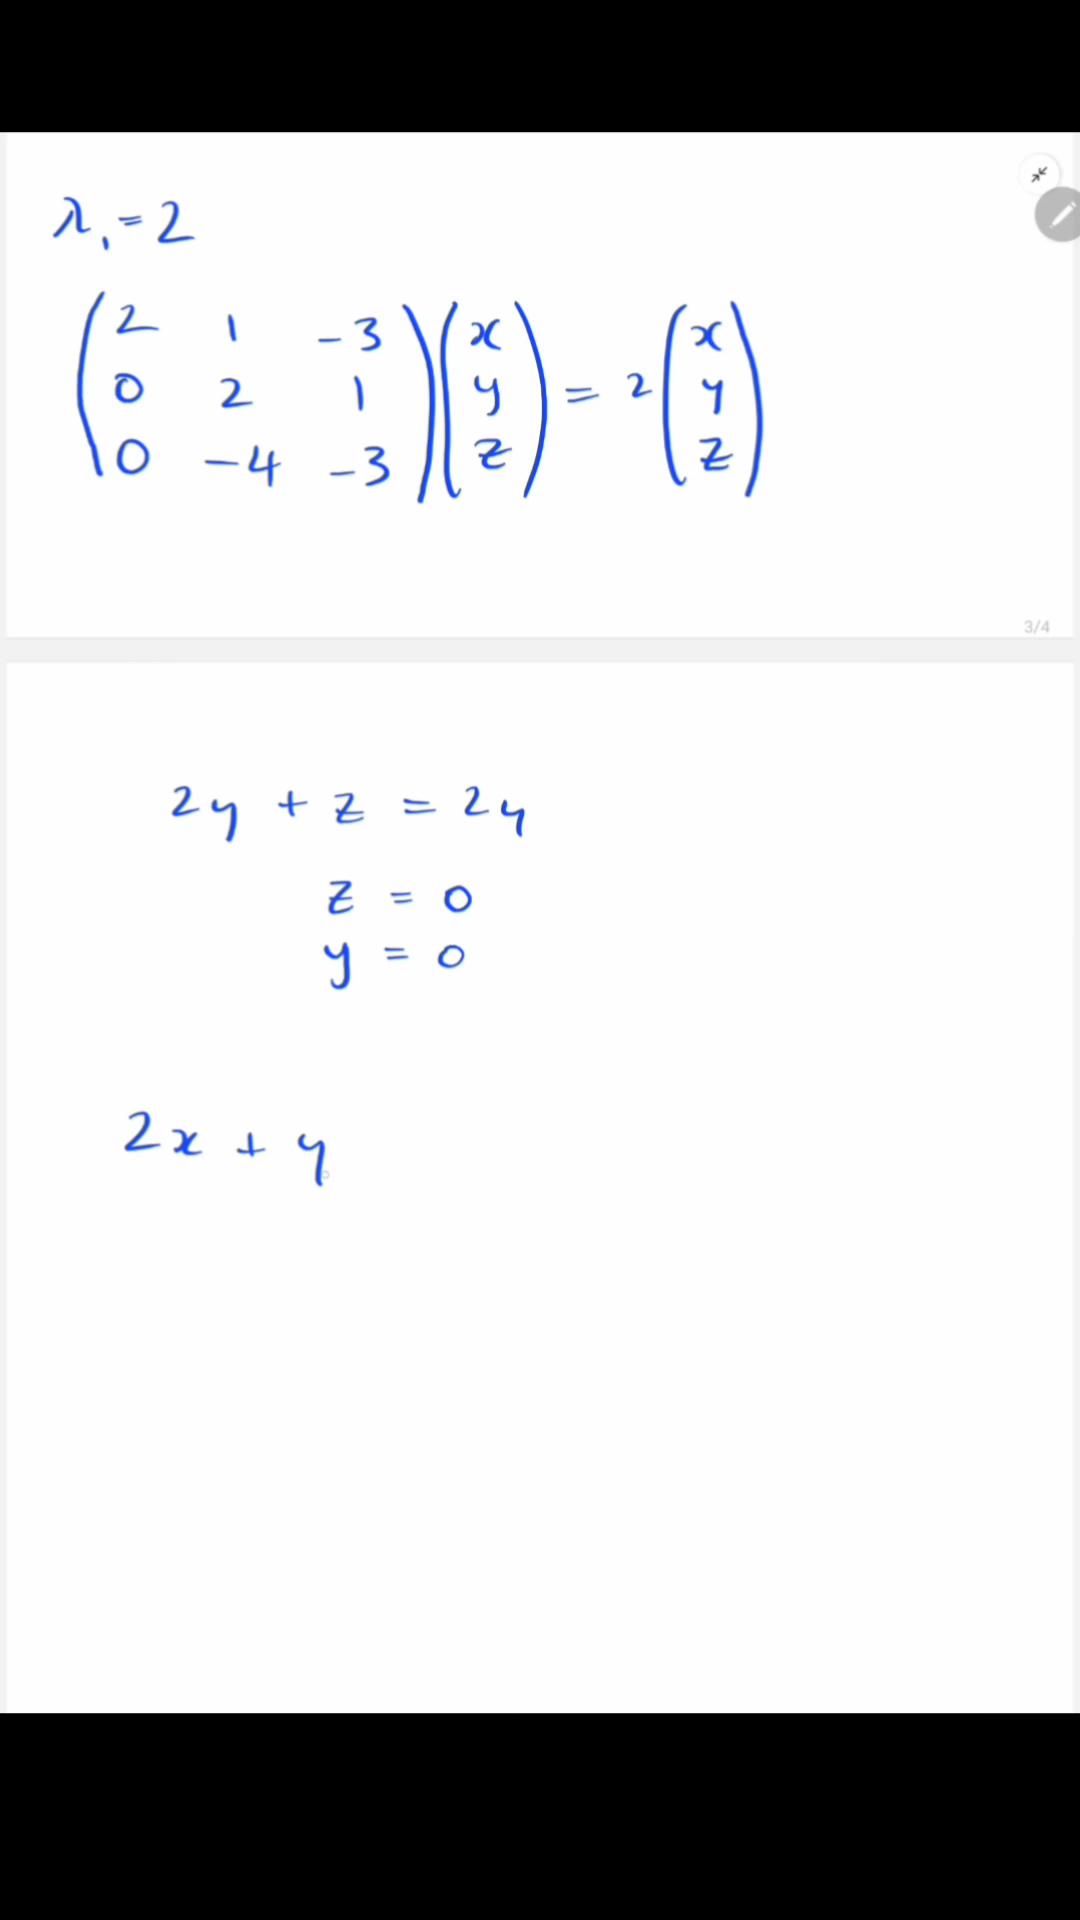 λ₁ = 2
( 2 1 -3 ) ( x ) = 2 ( x )
( 0 2 1 ) ( y ) ( y )
( 0 -4 -3 ) ( z ) ( z )
3/4
2y + z = 2y
z = 0
y = 0
2x + y